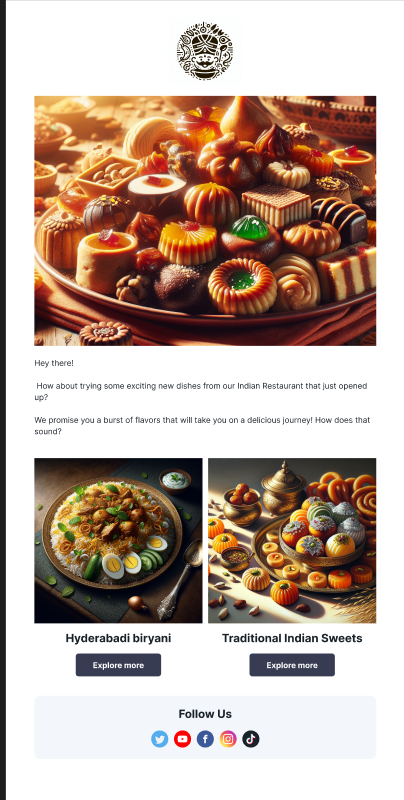 Hey there!
How about trying some exciting new dishes from our Indian Restaurant that just opened
up?
We promise you a burst of flavors that will take you on a delicious journey! How does that
sound?
Hyderabadi biryani
Traditional Indian Sweets
Explore more
Explore more
Follow Us